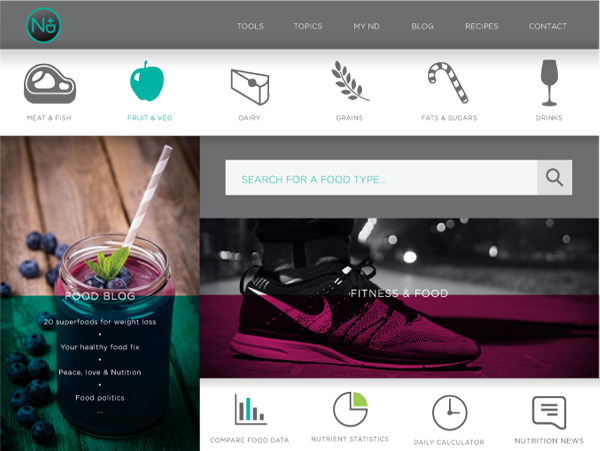 ND
TOOLS
TOPICS
MY ND
BLOG
RECIPES
CONTACT
MEAT & FISH
FRUIT & VEG
DAIRY
GRAINS
FATS & SUGARS
DRINKS
SEARCH FOR A FOOD TYPE...
FOOD BLOG
20 superfoods for weight loss
•
Your healthy food fix
•
Peace, love & Nutition
•
Food politics
...
FITNESS & FOOD
COMPARE FOOD DATA
NUTRIENT STATISTICS
DAILY CALCULATOR
NUTRITION NEWS